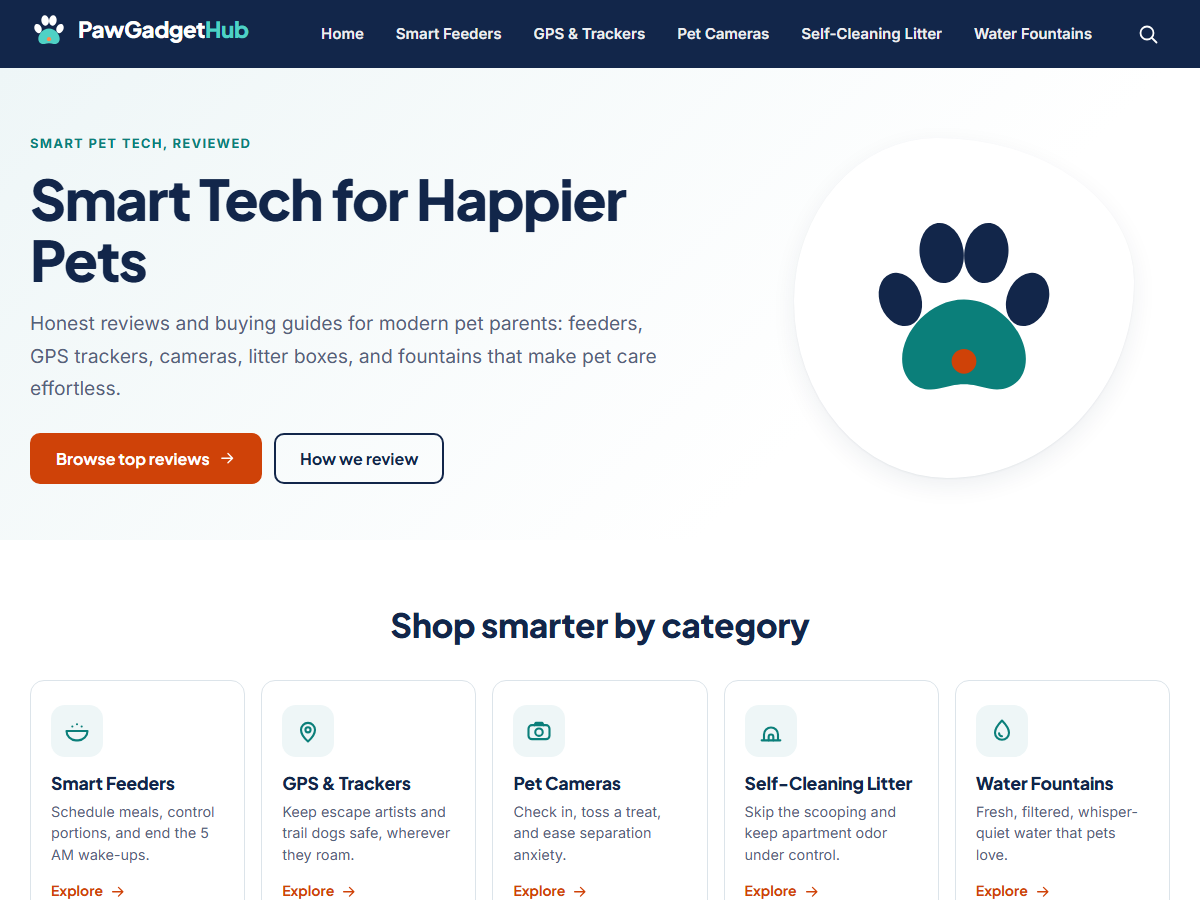 PawGadgetHub
Home Smart Feeders GPS & Trackers Pet Cameras Self-Cleaning Litter Water Fountains
SMART PET TECH, REVIEWED
Smart Tech for Happier
Pets
Honest reviews and buying guides for modern pet parents: feeders,
GPS trackers, cameras, litter boxes, and fountains that make pet care
effortless.
Browse top reviews →
How we review
Shop smarter by category
Smart Feeders
Schedule meals, control
portions, and end the 5
AM wake-ups.
Explore →
GPS & Trackers
Keep escape artists and
trail dogs safe, wherever
they roam.
Explore →
Pet Cameras
Check in, toss a treat,
and ease separation
anxiety.
Explore →
Self-Cleaning Litter
Skip the scooping and
keep apartment odor
under control.
Explore →
Water Fountains
Fresh, filtered, whisper-
quiet water that pets
love.
Explore →